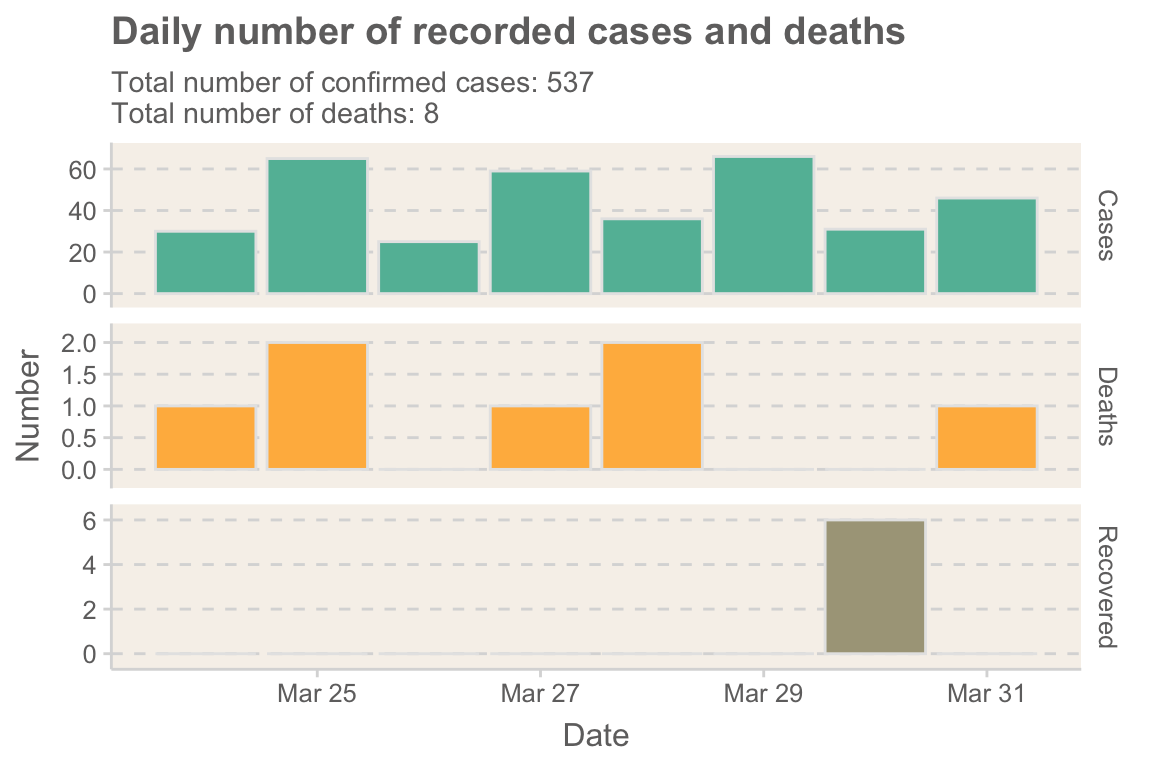 Daily number of recorded cases and deaths
Total number of confirmed cases: 537
Total number of deaths: 8
60
40
20
0
Cases
Number
2.0
1.5
1.0
0.5
0.0
Deaths
6
4
2
0
Recovered
Mar 25 Mar 27 Mar 29 Mar 31
Date